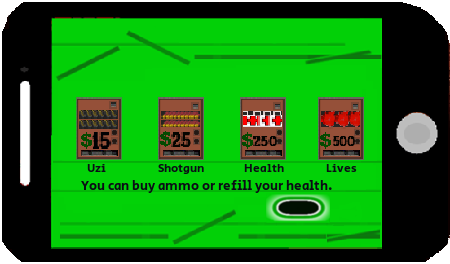 $15 $25 $250 $500
Uzi Shotgun Health Lives
You can buy ammo or refill your health.